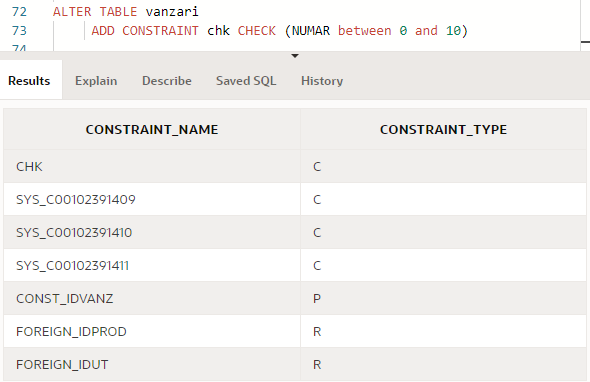 72 ALTER TABLE vanzari
73 ADD CONSTRAINT chk CHECK (NUMAR between 0 and 10)
74
Results Explain Describe Saved SQL History
CONSTRAINT_NAME CONSTRAINT_TYPE
CHK C
SYS_C00102391409 C
SYS_C00102391410 C
SYS_C00102391411 C
CONST_IDVANZ P
FOREIGN_IDPROD R
FOREIGN_IDUT R